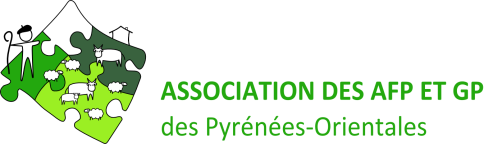 ASSOCIATION DES AFP ET GP
des Pyrénées-Orientales